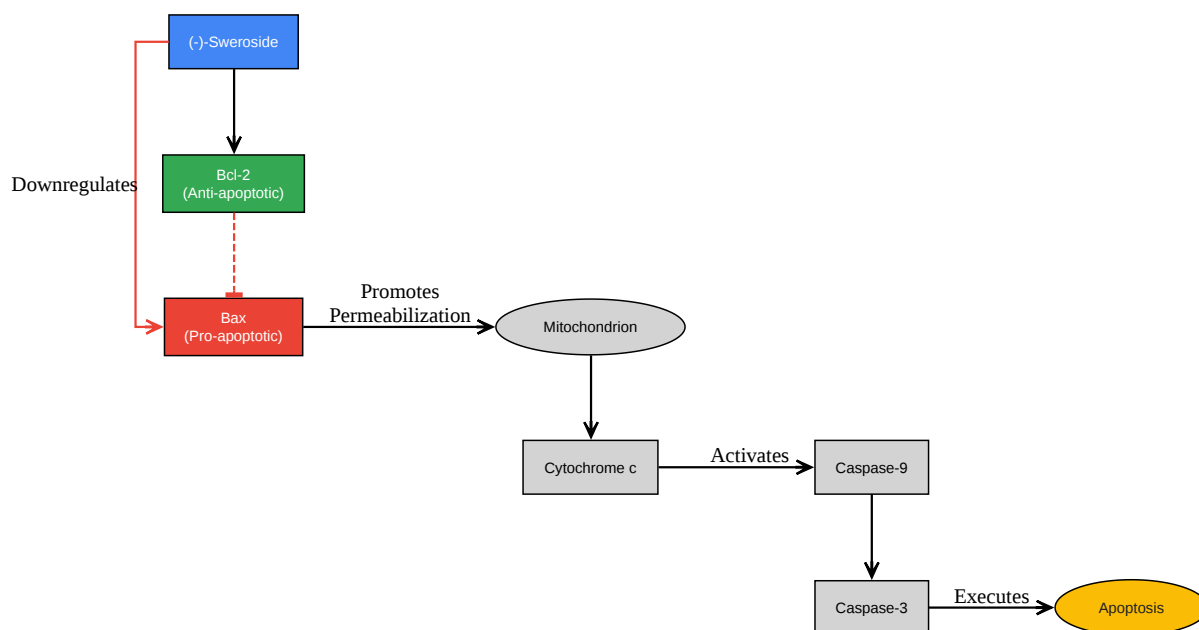 (-)-Sweroside
Downregulates
Bcl-2
(Anti-apoptotic)
Bax
(Pro-apoptotic)
Promotes
Permeabilization
Mitochondrion
Cytochrome c
Activates
Caspase-9
Caspase-3
Executes
Apoptosis